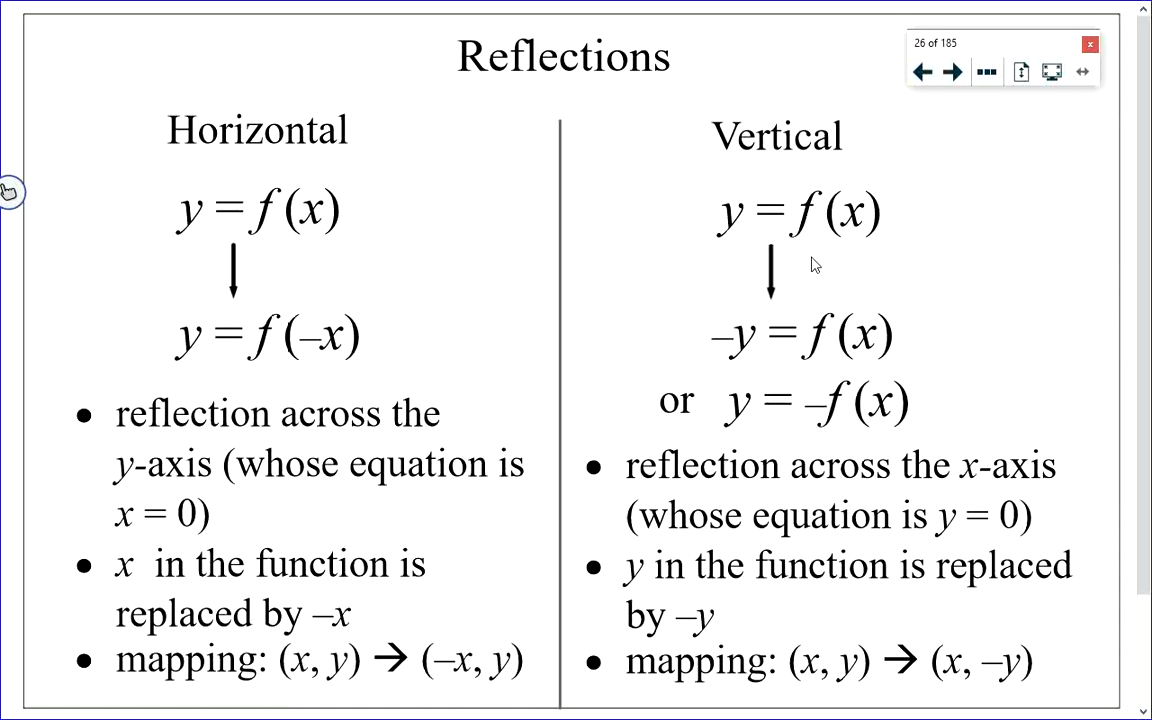 Reflections
26 of 185
x
Horizontal
y = f (x)
y = f (–x)
• reflection across the
y-axis (whose equation is
x = 0)
• x in the function is
replaced by –x
• mapping: (x, y) → (–x, y)
Vertical
y = f (x)
–y = f (x)
or y = –f (x)
• reflection across the x-axis
(whose equation is y = 0)
• y in the function is replaced
by –y
• mapping: (x, y) → (x, –y)